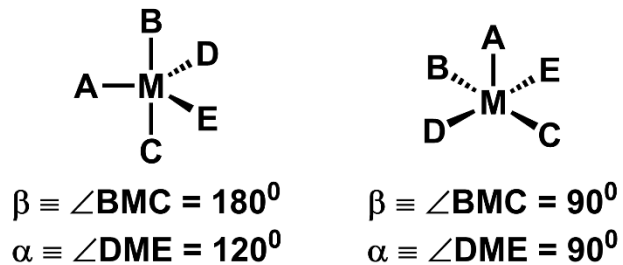 B
D
A M
E
C
A
B E
M
D C
β ≡ ∠BMC = 180⁰
α ≡ ∠DME = 120⁰
β ≡ ∠BMC = 90⁰
α ≡ ∠DME = 90⁰